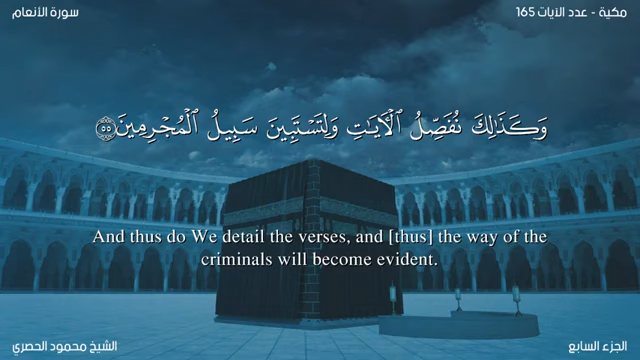 مكية - عدد الآيات 165
سورة الأنعام
وَكَذَٰلِكَ نُفَصِّلُ ٱلْأَيَٰتِ وَلِتَسْتَبِينَ سَبِيلُ ٱلْمُجْرِمِينَ ۝٥٥
And thus do We detail the verses, and [thus] the way of the
criminals will become evident.
الجزء السابع
الشيخ محمود الحصري